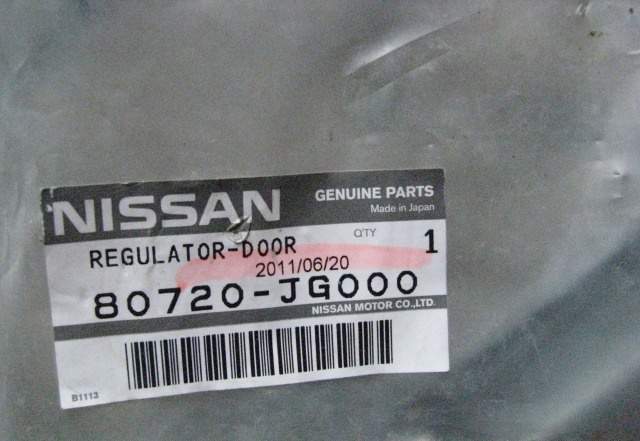 NISSAN
GENUINE PARTS
Made in Japan
REGULATOR-DOOR
Q'TY
1
2011/06/20
80720-JG000
NISSAN MOTOR CO.,LTD.
B1113